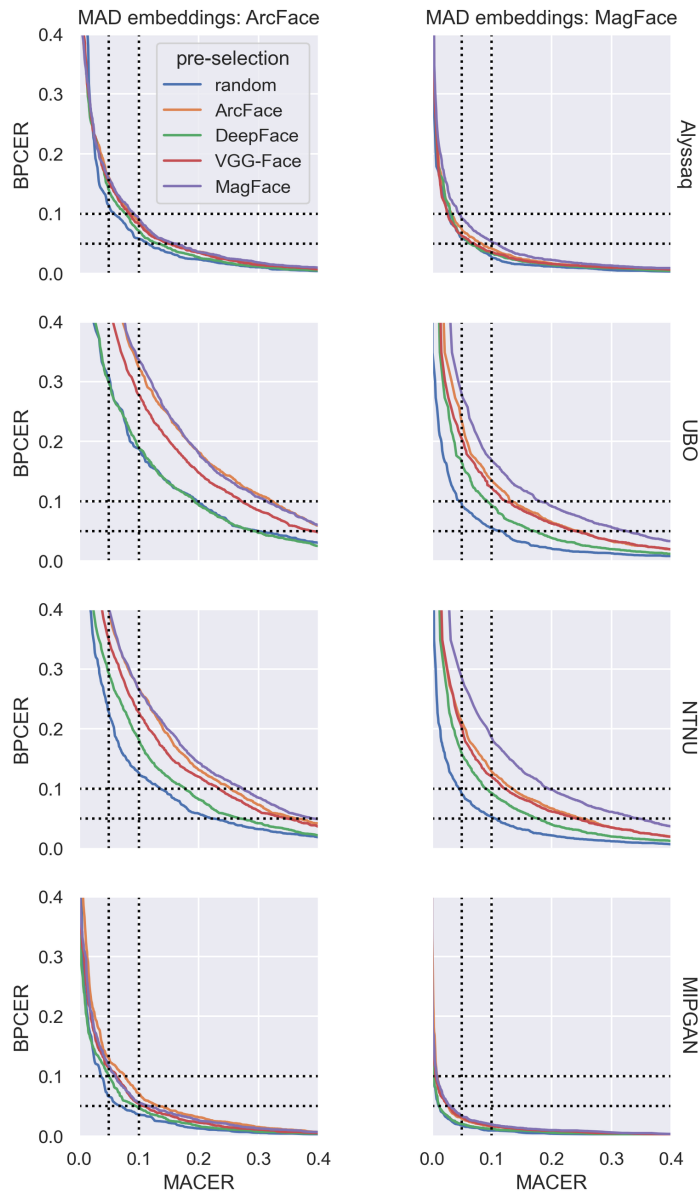 MAD embeddings: ArcFace
MAD embeddings: MagFace
0.4
0.3
0.2
0.1
0.0
BPCER
pre-selection
random
ArcFace
DeepFace
VGG-Face
MagFace
Alyssaq
0.4
0.3
0.2
0.1
0.0
BPCER
UBO
0.4
0.3
0.2
0.1
0.0
BPCER
NTNU
0.4
0.3
0.2
0.1
0.0
BPCER
MIPGAN
0.0 0.1 0.2 0.3 0.4
0.0 0.1 0.2 0.3 0.4
MACER
MACER